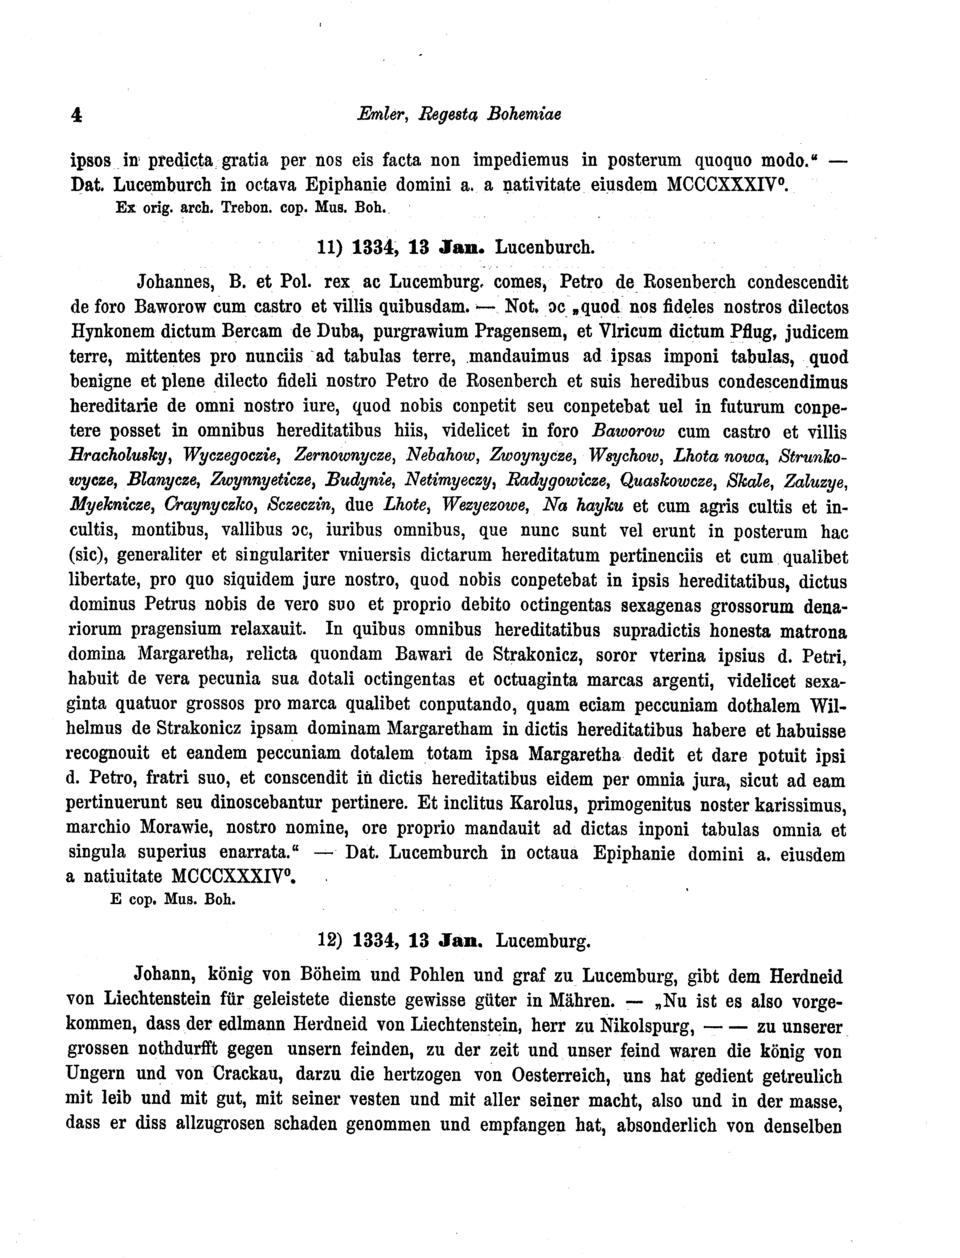 4 Emler, Regesta Bohemiae
ipsos in predicta gratia per nos eis facta non impediemus in posterum quoquo modo.“ —
Dat. Lucemburch in octava Epiphanie domini a. a nativitate eiusdem MCCCXXXIV⁰.
Ex orig. arch. Trebon. cop. Mus. Boh.
11) 1334, 13 Jan. Lucenburch.
Johannes, B. et Pol. rex ac Lucemburg. comes, Petro de Rosenberch condescendit
de foro Baworow cum castro et villis quibusdam. — Not. ɔc „quod nos fideles nostros dilectos
Hynkonem dictum Bercam de Duba, purgrawium Pragensem, et Vlricum dictum Pflug, judicem
terre, mittentes pro nunciis ad tabulas terre, mandauimus ad ipsas imponi tabulas, quod
benigne et plene dilecto fideli nostro Petro de Rosenberch et suis heredibus condescendimus
hereditarie de omni nostro iure, quod nobis conpetit seu conpetebat uel in futurum conpe-
tere posset in omnibus hereditatibus hiis, videlicet in foro Baworow cum castro et villis
Hracholusky, Wyczegoczie, Zernownycze, Nebahow, Zwoynycze, Wsychow, Lhota nowa, Strunko-
wycze, Blanycze, Zwynnyeticze, Budynie, Netimyeczy, Radygowicze, Quaskowcze, Skale, Zaluzye,
Myeknicze, Craynyczko, Sczeczin, due Lhote, Wezyezowe, Na hayku et cum agris cultis et in-
cultis, montibus, vallibus ɔc, iuribus omnibus, que nunc sunt vel erunt in posterum hac
(sic), generaliter et singulariter vniuersis dictarum hereditatum pertinenciis et cum qualibet
libertate, pro quo siquidem jure nostro, quod nobis conpetebat in ipsis hereditatibus, dictus
dominus Petrus nobis de vero suo et proprio debito octingentas sexagenas grossorum dena-
riorum pragensium relaxauit. In quibus omnibus hereditatibus supradictis honesta matrona
domina Margaretha, relicta quondam Bawari de Strakonicz, soror vterina ipsius d. Petri,
habuit de vera pecunia sua dotali octingentas et octuaginta marcas argenti, videlicet sexa-
ginta quatuor grossos pro marca qualibet conputando, quam eciam peccuniam dothalem Wil-
helmus de Strakonicz ipsam dominam Margaretham in dictis hereditatibus habere et habuisse
recognouit et eandem peccuniam dotalem totam ipsa Margaretha dedit et dare potuit ipsi
d. Petro, fratri suo, et conscendit in dictis hereditatibus eidem per omnia jura, sicut ad eam
pertinuerunt seu dinoscebantur pertinere. Et inclitus Karolus, primogenitus noster karissimus,
marchio Morawie, nostro nomine, ore proprio mandauit ad dictas inponi tabulas omnia et
singula superius enarrata.“ — Dat. Lucemburch in octaua Epiphanie domini a. eiusdem
a natiuitate MCCCXXXIV⁰.
E cop. Mus. Boh.
12) 1334, 13 Jan. Lucemburg.
Johann, könig von Böheim und Pohlen und graf zu Lucemburg, gibt dem Herdneid
von Liechtenstein für geleistete dienste gewisse güter in Mähren. — „Nu ist es also vorge-
kommen, dass der edlmann Herdneid von Liechtenstein, herr zu Nikolspurg, — — zu unserer
grossen nothdurfft gegen unsern feinden, zu der zeit und unser feind waren die könig von
Ungern und von Crackau, darzu die hertzogen von Oesterreich, uns hat gedient getreulich
mit leib und mit gut, mit seiner vesten und mit aller seiner macht, also und in der masse,
dass er diss allzugrosen schaden genommen und empfangen hat, absonderlich von denselben